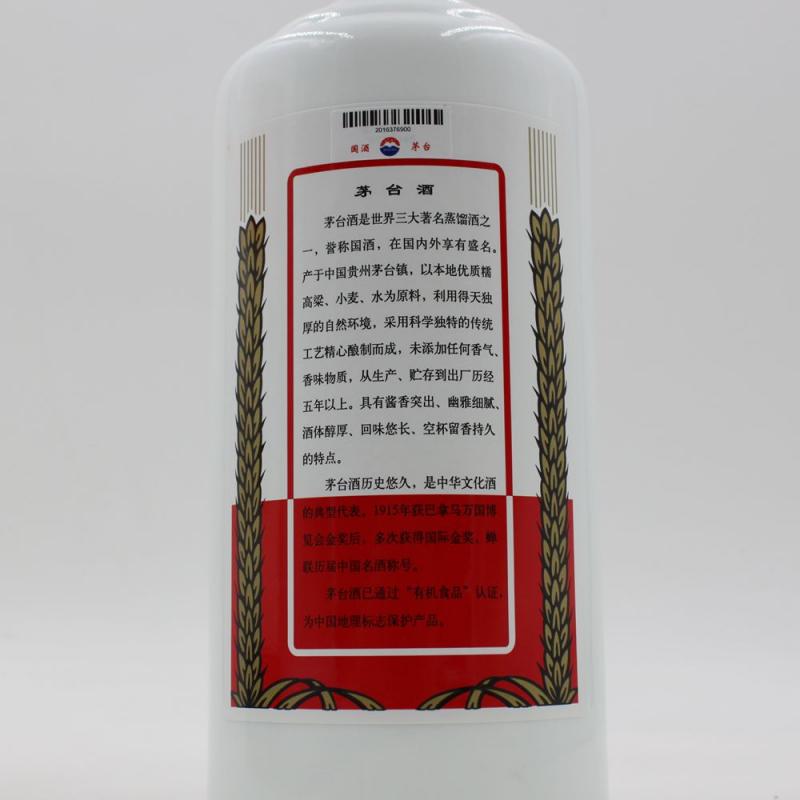 2016376900
国酒 茅台
茅台酒
茅台酒是世界三大著名蒸馏酒之
一，誉称国酒，在国内外享有盛名。
产于中国贵州茅台镇，以本地优质糯
高粱、小麦、水为原料，利用得天独
厚的自然环境，采用科学独特的传统
工艺精心酿制而成，未添加任何香气、
香味物质，从生产、贮存到出厂历经
五年以上。具有酱香突出、幽雅细腻、
酒体醇厚、回味悠长、空杯留香持久
的特点。
茅台酒历史悠久，是中华文化酒
的典型代表。1915年获巴拿马万国博
览会金奖后，多次获得国际金奖、蝉
联历届中国名酒称号。
茅台酒已通过“有机食品”认证，
为中国地理标志保护产品。